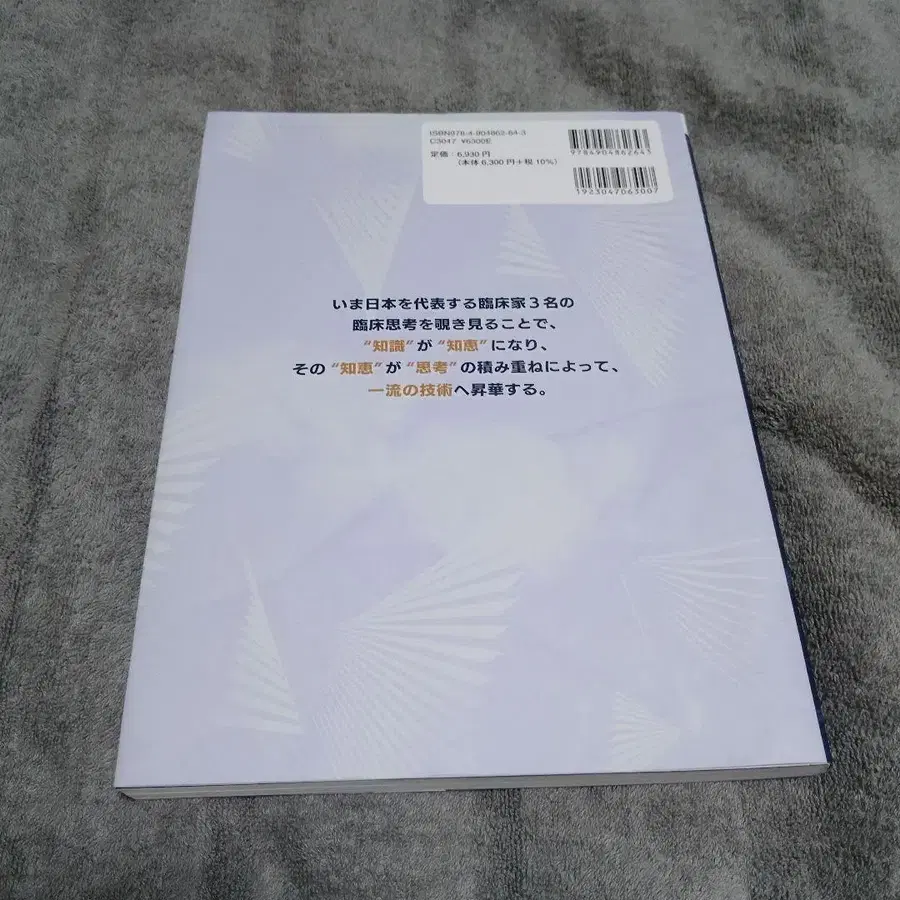 ISBN978-4-904862-64-3
C3047 ¥6300E
定価：6,930円
（本体6,300円＋税10％）
9784904862643
1923047063007
いま日本を代表する臨床家３名の
臨床思考を覗き見ることで、
“知識”が“知恵”になり、
その“知恵”が“思考”の積み重ねによって、
一流の技術へ昇華する。